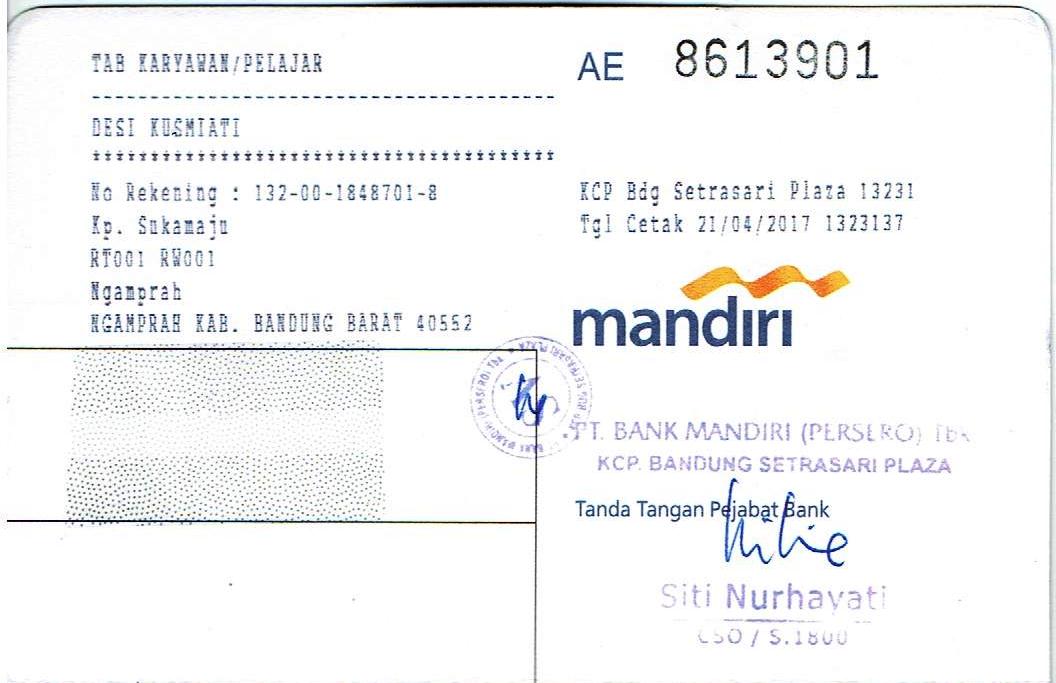 TAB KARYAWAN/PELAJAR
DESI KUSMIATI
No Rekening : 132-00-1848701-8
Kp. Sukamaju
RT001 RW001
Ngamprah
NGAMPRAH KAB. BANDUNG BARAT 40552
AE 8613901
KCP Bdg Setrasari Plaza 13231
Tgl Cetak 21/04/2017 1323137
mandiri
PT. BANK MANDIRI (PERSERO) TBK
KCP. BANDUNG SETRASARI PLAZA
Tanda Tangan Pejabat Bank
Siti Nurhayati
CSO / S.1800